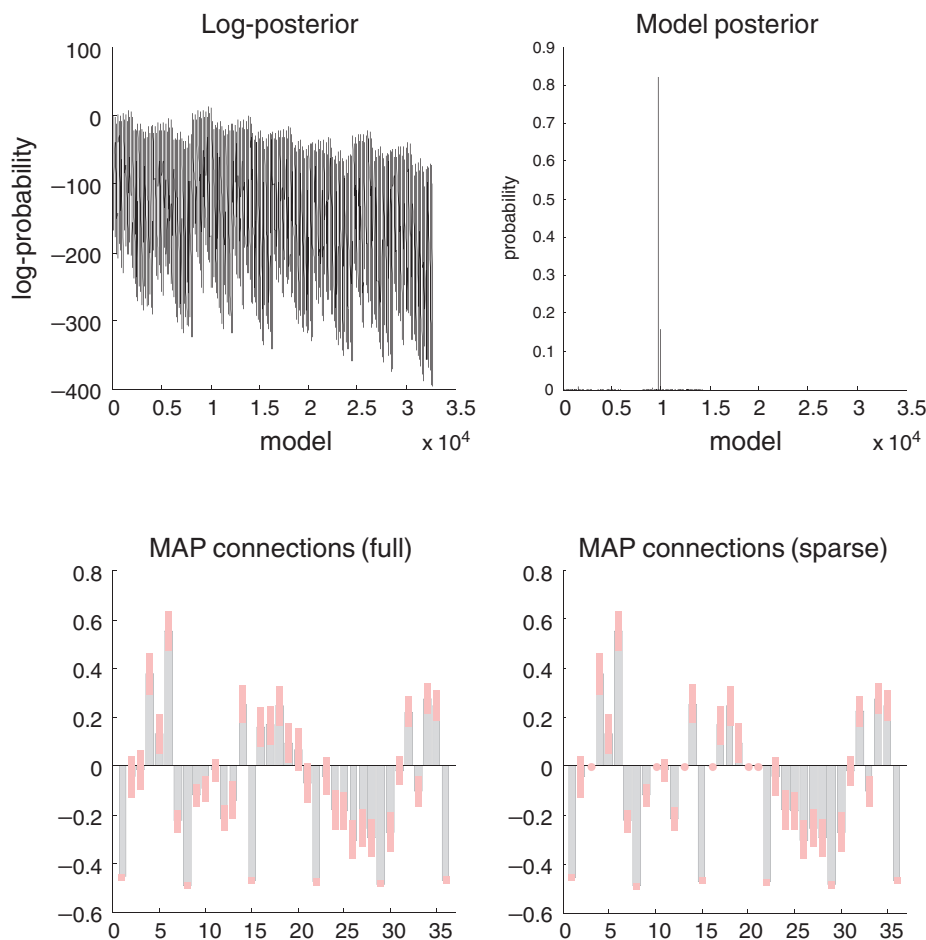 Log-posterior
100
0
−100
−200
−300
−400
log-probability
0 0.5 1 1.5 2 2.5 3 3.5
model
x 10⁴
Model posterior
0.9
0.8
0.7
0.6
0.5
0.4
0.3
0.2
0.1
0
probability
0 0.5 1 1.5 2 2.5 3 3.5
model
x 10⁴
MAP connections (full)
0.8
0.6
0.4
0.2
0
−0.2
−0.4
−0.6
0 5 10 15 20 25 30 35
MAP connections (sparse)
0.8
0.6
0.4
0.2
0
−0.2
−0.4
−0.6
0 5 10 15 20 25 30 35